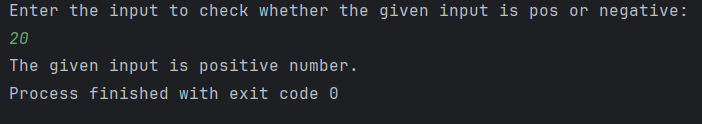 Enter the input to check whether the given input is pos or negative:
20
The given input is positive number.
Process finished with exit code 0